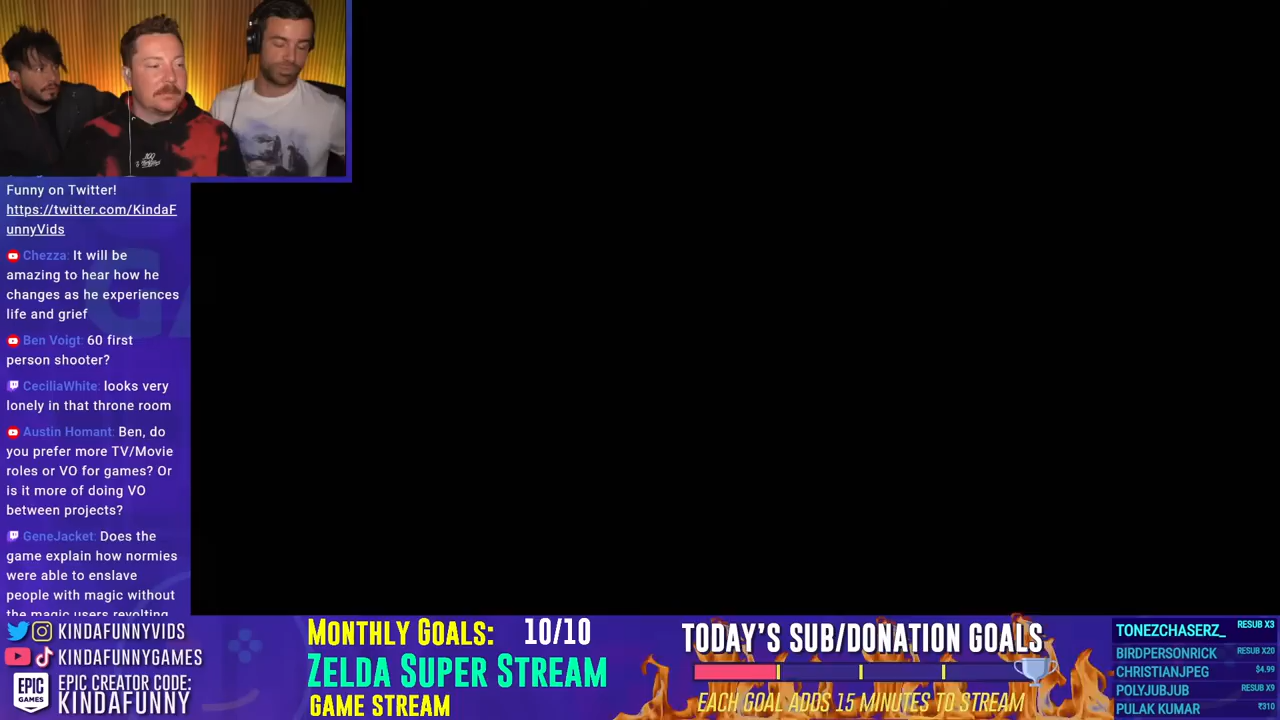 Funny on Twitter!
https://twitter.com/KindaF
unnyVids
Chezza: It will be
amazing to hear how he
changes as he experiences
life and grief
Ben Voigt: 60 first
person shooter?
CeciliaWhite: looks very
lonely in that throne room
Austin Homant: Ben, do
you prefer more TV/Movie
roles or VO for games? Or
is it more of doing VO
between projects?
GeneJacket: Does the
game explain how normies
were able to enslave
people with magic without
the magic users revolting
KINDAFUNNYVIDS
KINDAFUNNYGAMES
EPIC GAMES
EPIC CREATOR CODE:
KINDAFUNNY
MONTHLY GOALS: 10/10
ZELDA SUPER STREAM
GAME STREAM
TODAY'S SUB/DONATION GOALS
EACH GOAL ADDS 15 MINUTES TO STREAM
TONEZCHASERZ_ RESUB X3
BIRDPERSONRICK RESUB X20
CHRISTIANJPEG $4.99
POLYJUBJUB RESUB X9
PULAK KUMAR ₹310